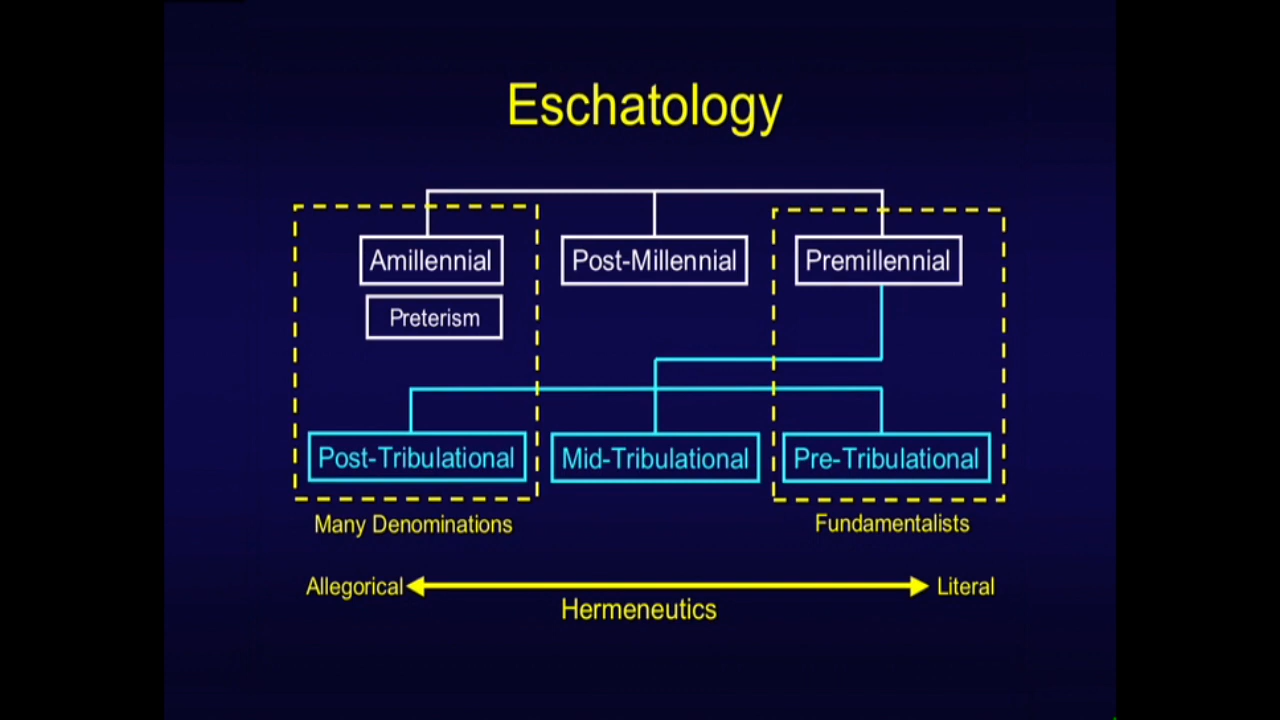 Eschatology
Amillennial
Post-Millennial
Premillennial
Preterism
Post-Tribulational
Mid-Tribulational
Pre-Tribulational
Many Denominations
Fundamentalists
Allegorical
Literal
Hermeneutics